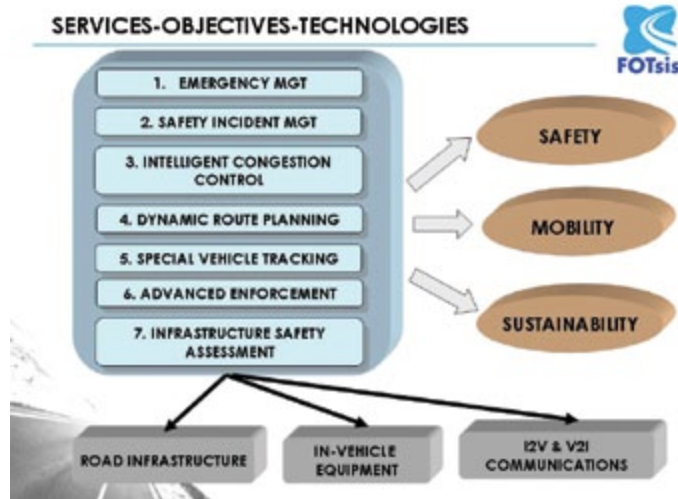 SERVICES-OBJECTIVES-TECHNOLOGIES
FOTsis
1. EMERGENCY MGT
2. SAFETY INCIDENT MGT
3. INTELLIGENT CONGESTION
CONTROL
4. DYNAMIC ROUTE PLANNING
5. SPECIAL VEHICLE TRACKING
6. ADVANCED ENFORCEMENT
7. INFRASTRUCTURE SAFETY
ASSESSMENT
SAFETY
MOBILITY
SUSTAINABILITY
ROAD INFRASTRUCTURE
IN-VEHICLE
EQUIPMENT
I2V & V2I
COMMUNICATIONS